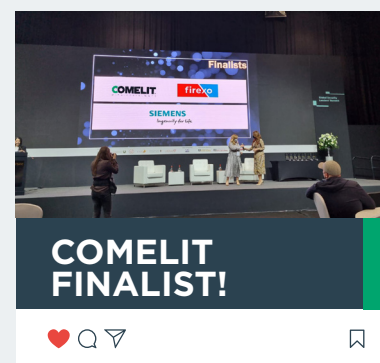 Finalists
COMELIT
firexo
SIEMENS
Ingenuity for life
COMELIT
FINALIST!